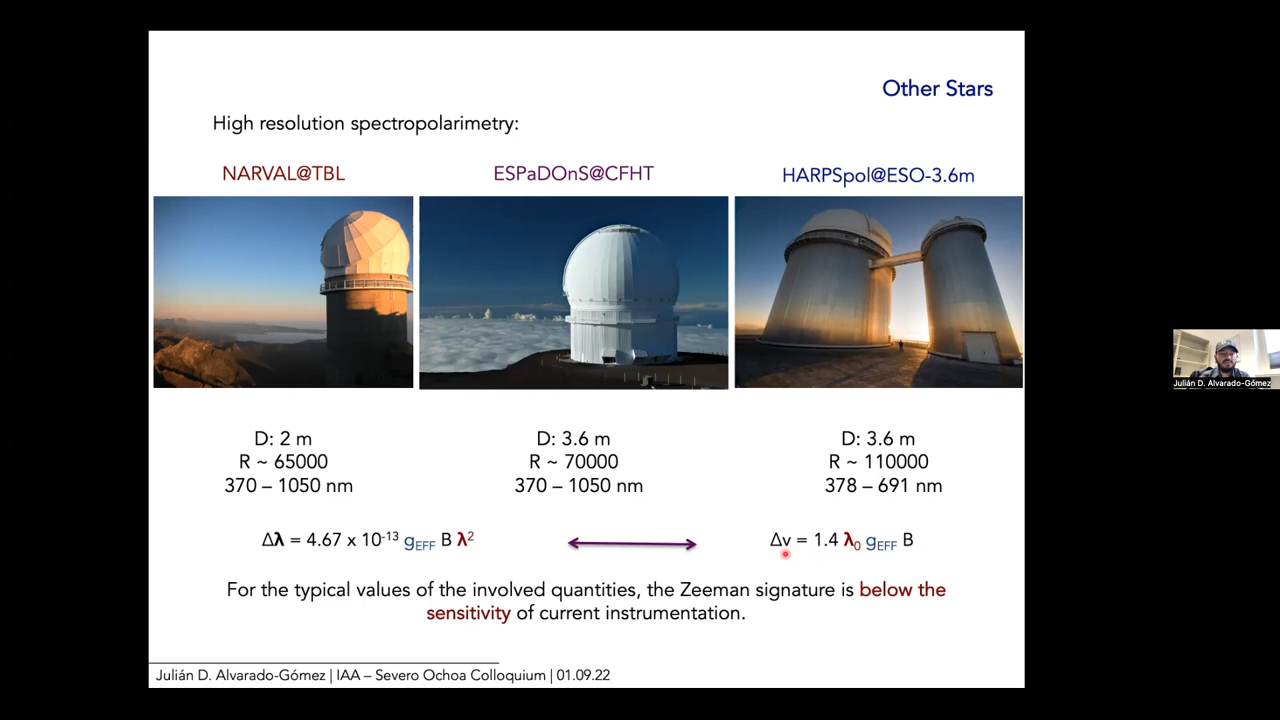 Other Stars
High resolution spectropolarimetry:
NARVAL@TBL
ESPaDOnS@CFHT
HARPSpol@ESO-3.6m
D: 2 m
R ~ 65000
370 – 1050 nm
D: 3.6 m
R ~ 70000
370 – 1050 nm
D: 3.6 m
R ~ 110000
378 – 691 nm
Δλ = 4.67 x 10⁻¹³ gEFF B λ²
Δv = 1.4 λ₀ gEFF B
For the typical values of the involved quantities, the Zeeman signature is below the
sensitivity of current instrumentation.
Julián D. Alvarado-Gómez | IAA – Severo Ochoa Colloquium | 01.09.22
Julián D. Alvarado-Gómez